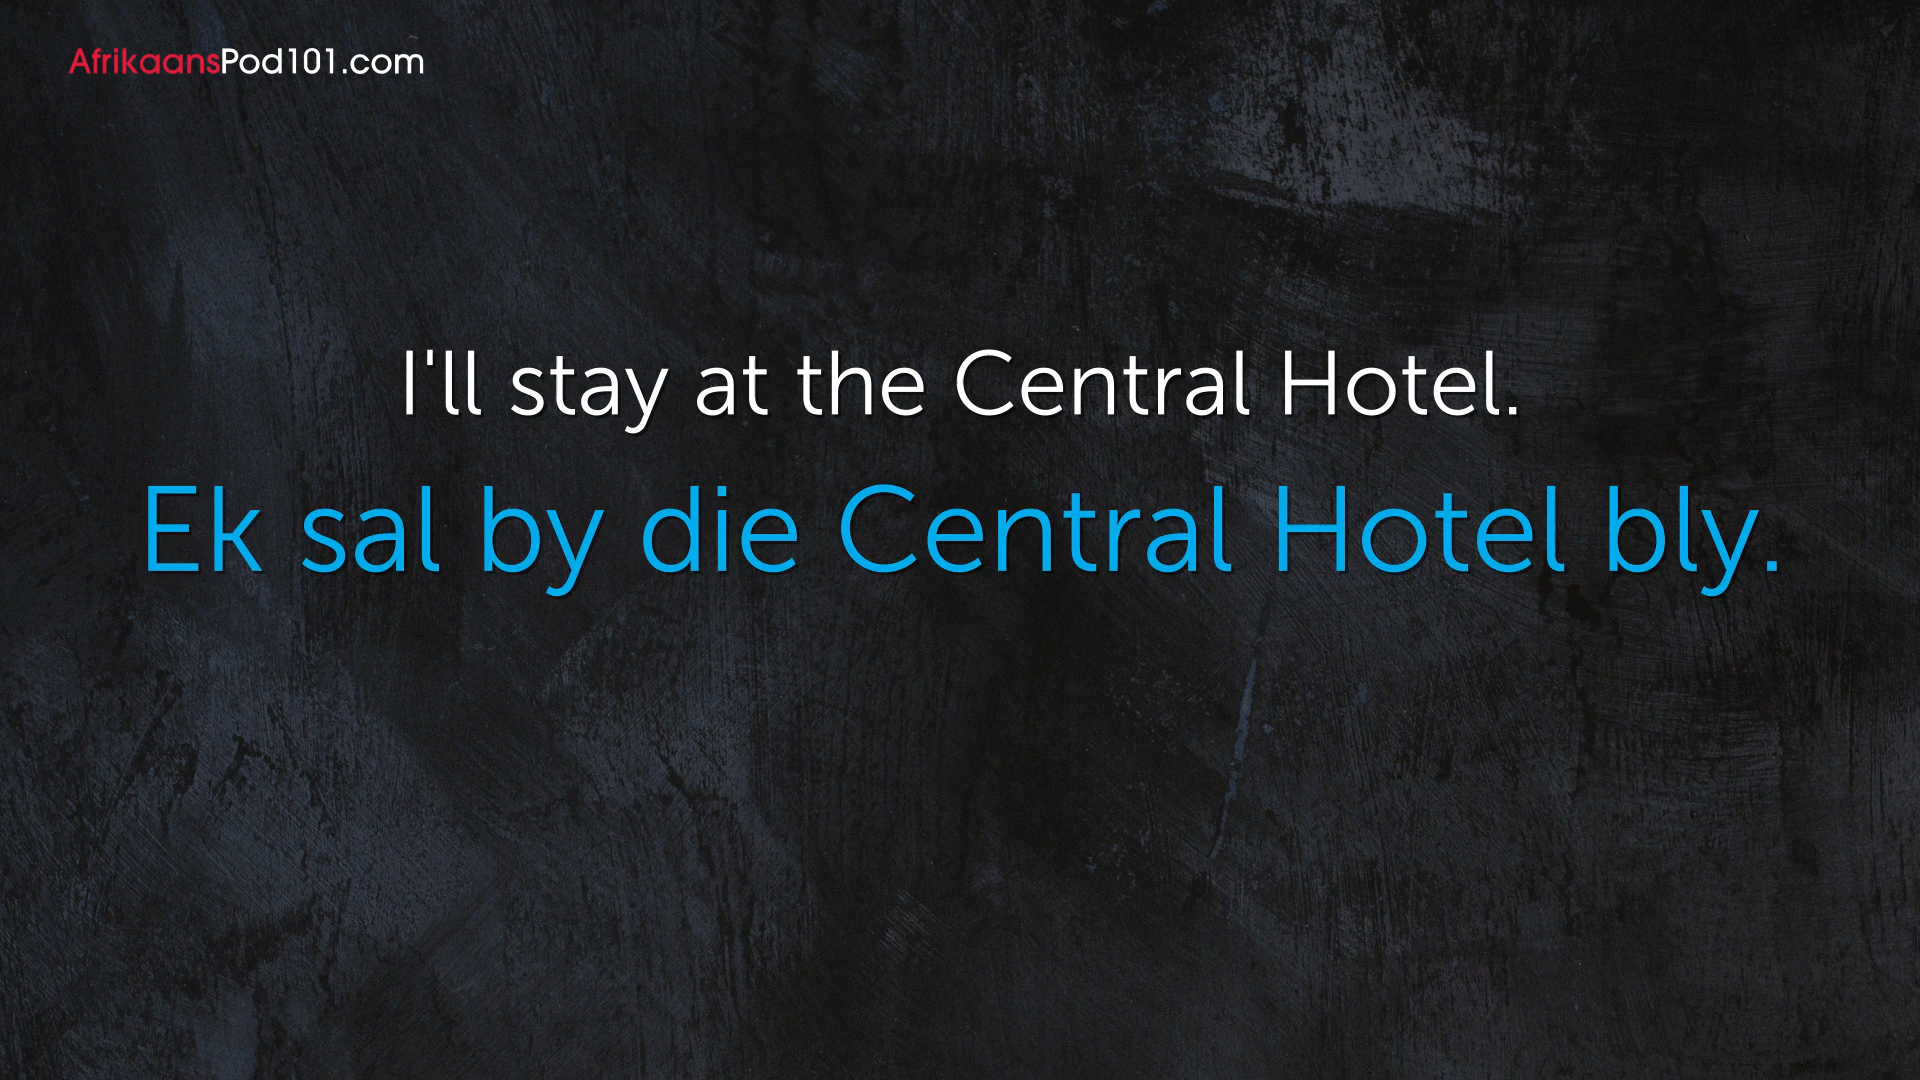 AfrikaansPod101.com
I'll stay at the Central Hotel.
Ek sal by die Central Hotel bly.